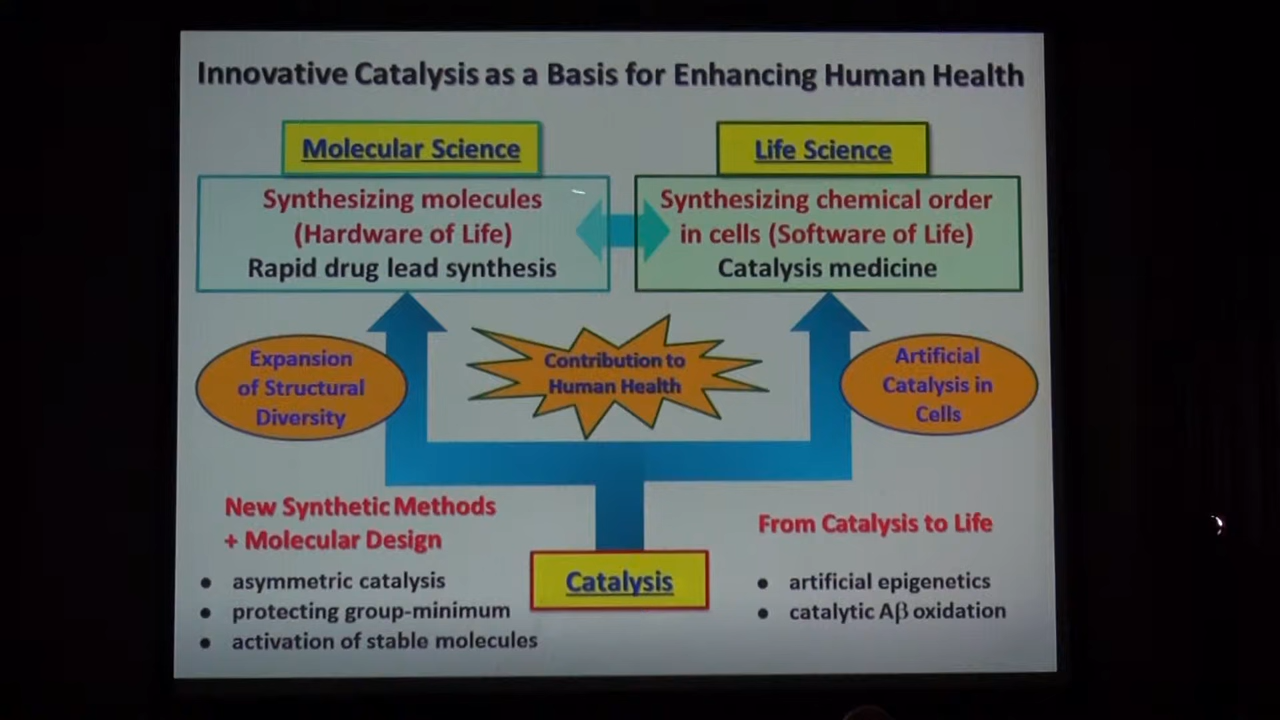 Innovative Catalysis as a Basis for Enhancing Human Health
Molecular Science
Synthesizing molecules
(Hardware of Life)
Rapid drug lead synthesis
Life Science
Synthesizing chemical order
in cells (Software of Life)
Catalysis medicine
Expansion
of Structural
Diversity
Contribution to
Human Health
Artificial
Catalysis in
Cells
New Synthetic Methods
+ Molecular Design
• asymmetric catalysis
• protecting group-minimum
• activation of stable molecules
Catalysis
From Catalysis to Life
• artificial epigenetics
• catalytic Aβ oxidation